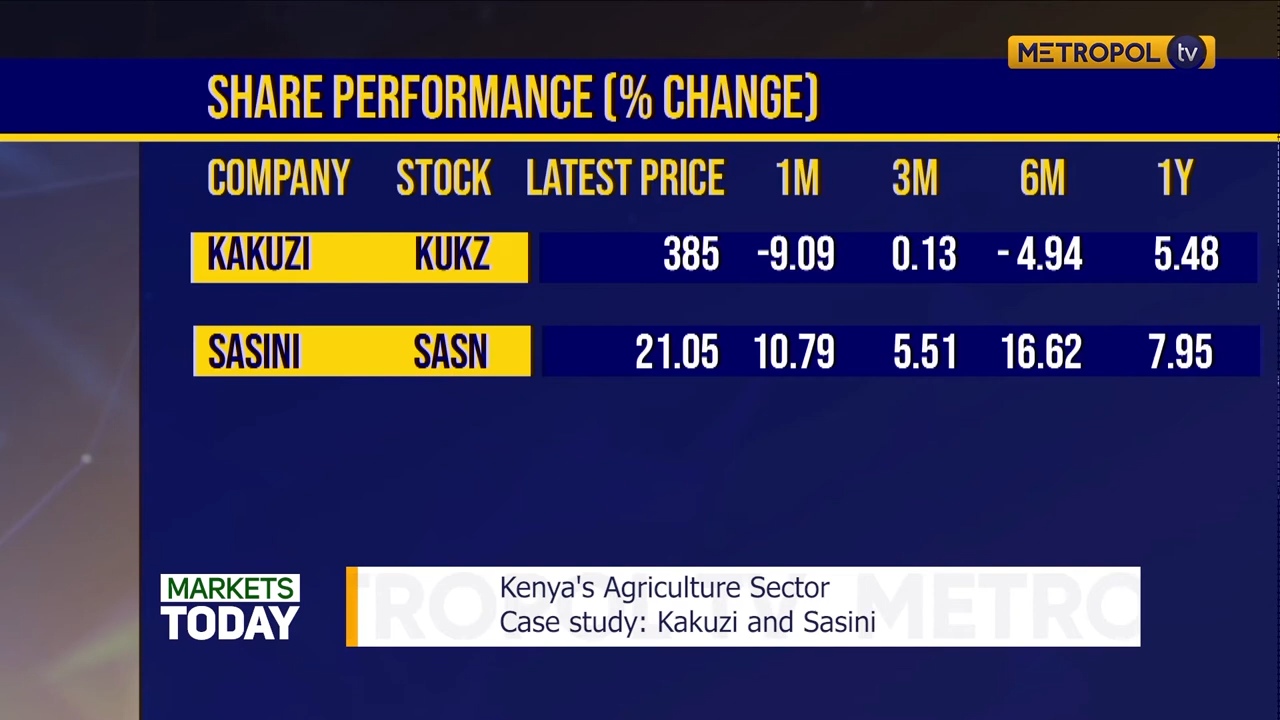 METROPOL tv
SHARE PERFORMANCE (% CHANGE)
COMPANY STOCK LATEST PRICE 1M 3M 6M 1Y
KAKUZI KUKZ 385 -9.09 0.13 - 4.94 5.48
SASINI SASN 21.05 10.79 5.51 16.62 7.95
MARKETS
TODAY
Kenya's Agriculture Sector
Case study: Kakuzi and Sasini